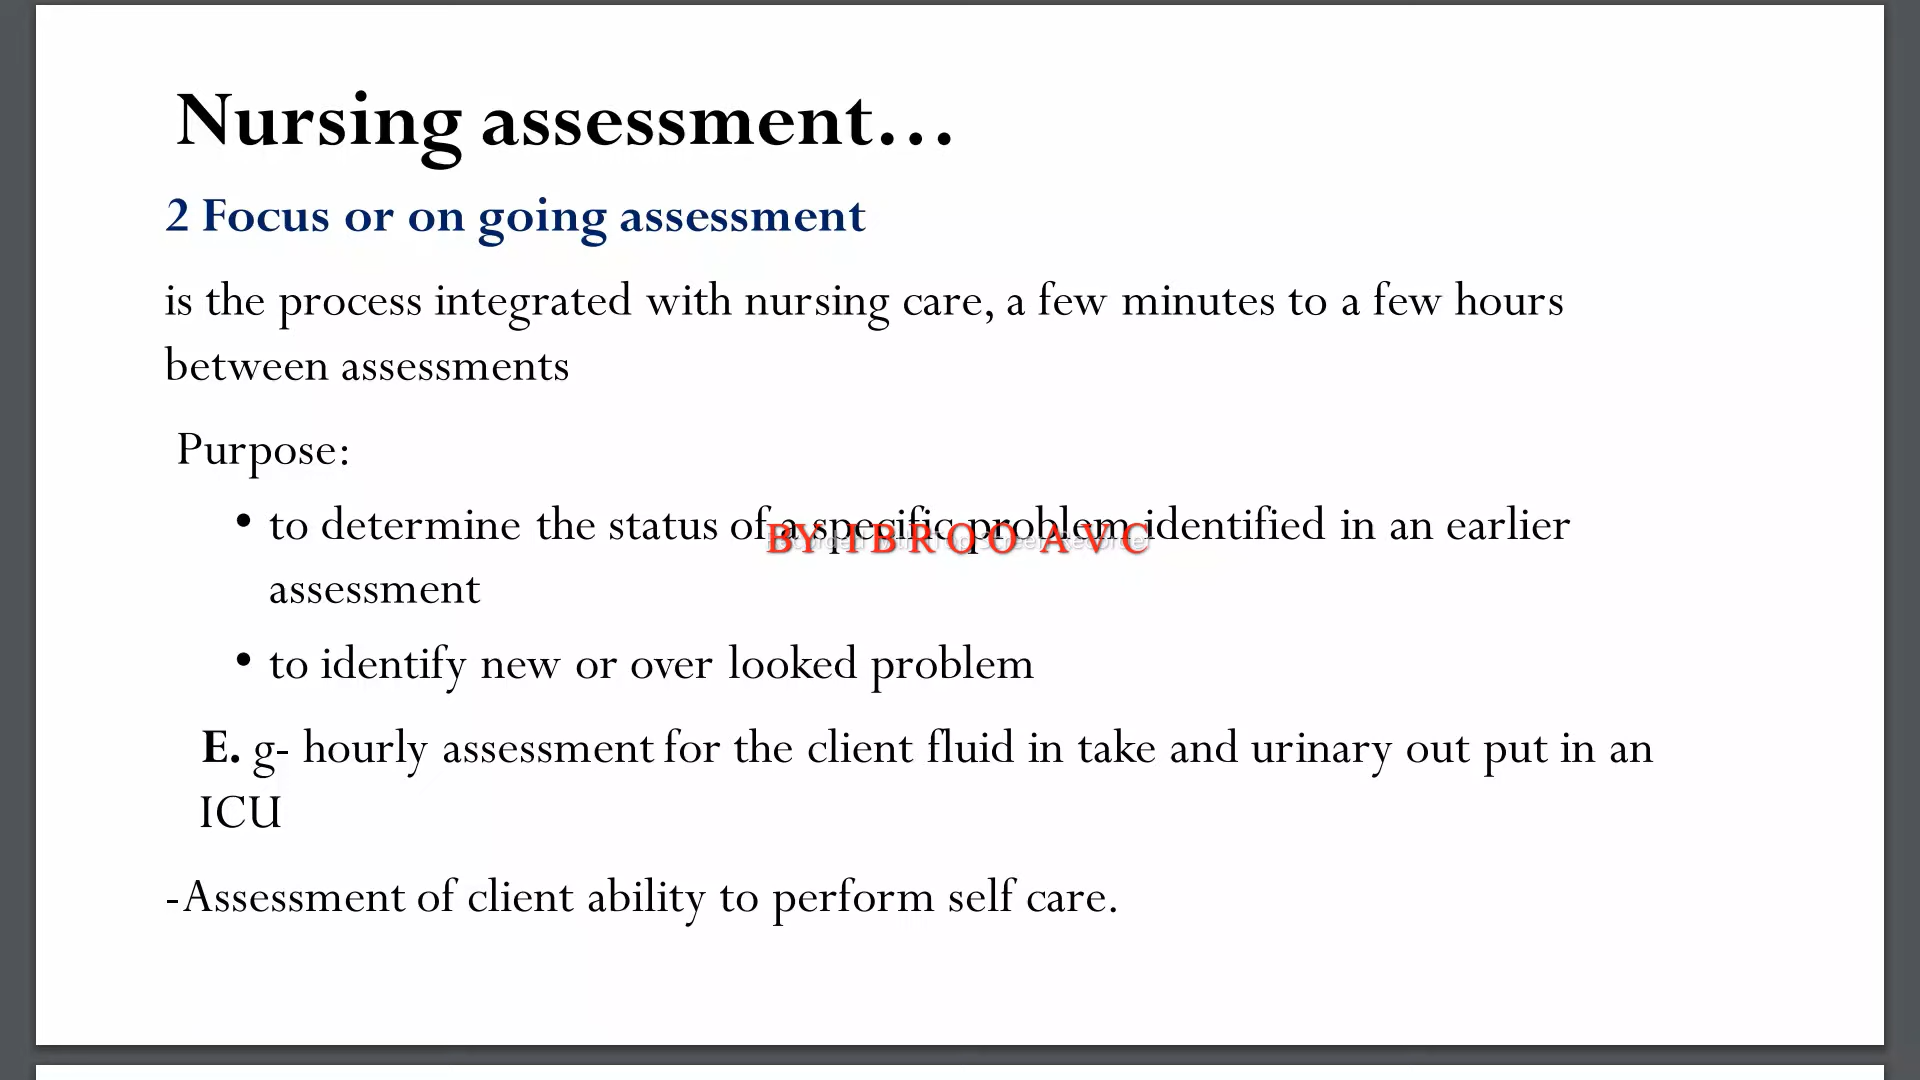 Nursing assessment…
2 Focus or on going assessment
is the process integrated with nursing care, a few minutes to a few hours
between assessments
Purpose:
• to determine the status of a specific problem identified in an earlier
BY IBROO AVC
assessment
• to identify new or over looked problem
E. g- hourly assessment for the client fluid in take and urinary out put in an
ICU
-Assessment of client ability to perform self care.